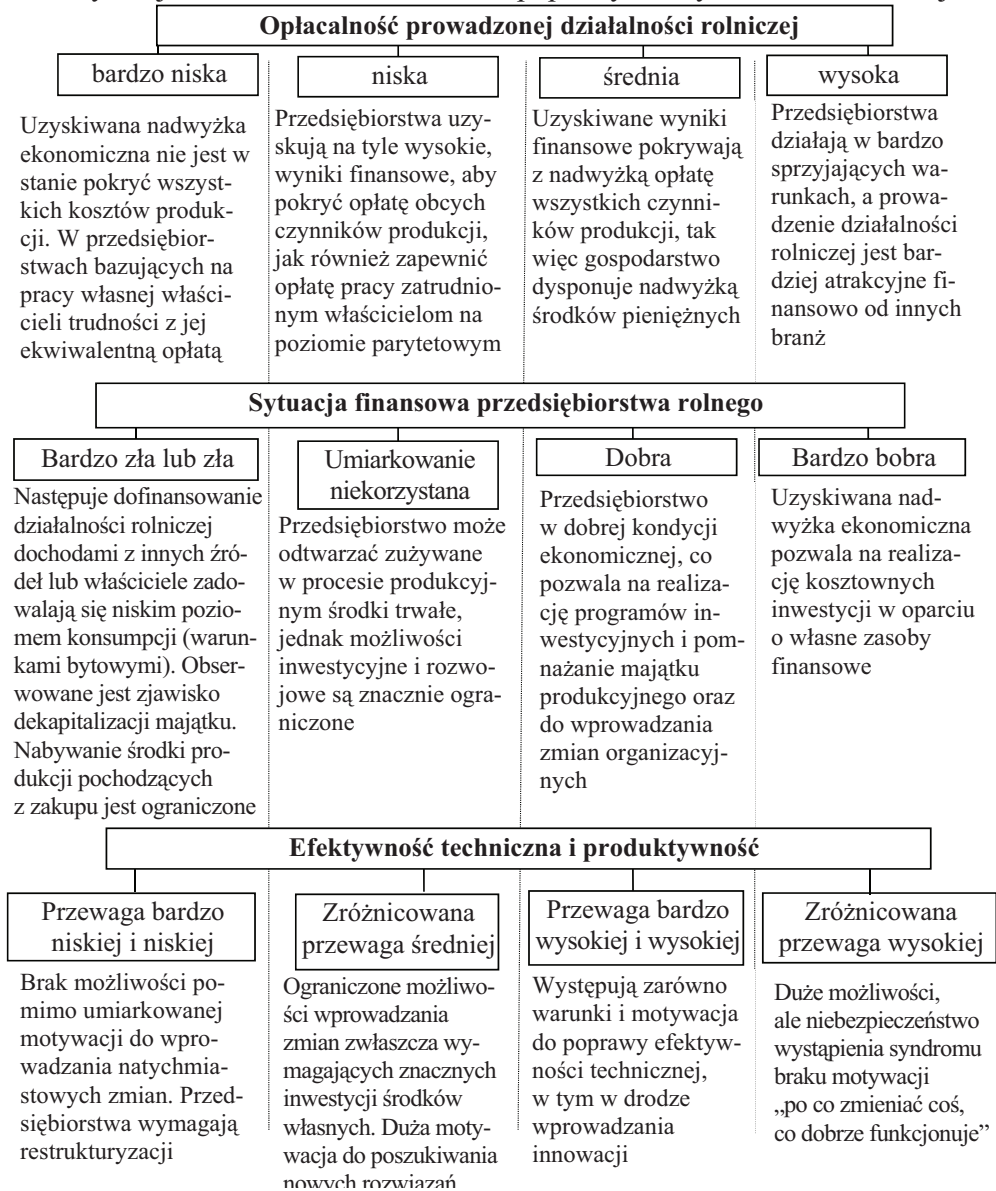 Opłacalność prowadzonej działalności rolniczej
bardzo niska
Uzyskiwana nadwyżka
ekonomiczna nie jest w
stanie pokryć wszyst-
kich kosztów produk-
cji. W przedsiębior-
stwach bazujących na
pracy własnej właści-
cieli trudności z jej
ekwiwalentną opłatą
niska
Przedsiębiorstwa uzy-
skują na tyle wysokie,
wyniki finansowe, aby
pokryć opłatę obcych
czynników produkcji,
jak również zapewnić
opłatę pracy zatrudnio-
nym właścicielom na
poziomie parytetowym
średnia
Uzyskiwane wyniki
finansowe pokrywają
z nadwyżką opłatę
wszystkich czynni-
ków produkcji, tak
więc gospodarstwo
dysponuje nadwyżką
środków pieniężnych
wysoka
Przedsiębiorstwa
działają w bardzo
sprzyjających wa-
runkach, a prowa-
dzenie działalności
rolniczej jest bar-
dziej atrakcyjne fi-
nansowo od innych
branż
Sytuacja finansowa przedsiębiorstwa rolnego
Bardzo zła lub zła
Następuje dofinansowanie
działalności rolniczej
dochodami z innych źró-
deł lub właściciele zado-
walają się niskim pozio-
mem konsumpcji (warun-
kami bytowymi). Obser-
wowane jest zjawisko
dekapitalizacji majątku.
Nabywanie środki pro-
dukcji pochodzących
z zakupu jest ograniczone
Umiarkowanie
niekorzystana
Przedsiębiorstwo może
odtwarzać zużywane
w procesie produkcyj-
nym środki trwałe,
jednak możliwości
inwestycyjne i rozwo-
jowe są znacznie ogra-
niczone
Dobra
Przedsiębiorstwo
w dobrej kondycji
ekonomicznej, co
pozwala na realiza-
cję programów in-
westycyjnych i pom-
nażanie majątku
produkcyjnego oraz
do wprowadzania
zmian organizacyj-
nych
Bardzo bobra
Uzyskiwana nad-
wyżka ekonomiczna
pozwala na realiza-
cję kosztownych
inwestycji w oparciu
o własne zasoby
finansowe
Efektywność techniczna i produktywność
Przewaga bardzo
niskiej i niskiej
Brak możliwości po-
mimo umiarkowanej
motywacji do wpro-
wadzania natychmia-
stowych zmian. Przed-
siębiorstwa wymagają
restrukturyzacji
Zróżnicowana
przewaga średniej
Ograniczone możliwo-
ści wprowadzania
zmian zwłaszcza wy-
magających znacznych
inwestycji środków
własnych. Duża moty-
wacja do poszukiwania
nowych rozwiązań
Przewaga bardzo
wysokiej i wysokiej
Występują zarówno
warunki i motywacja
do poprawy efektyw-
ności technicznej,
w tym w drodze
wprowadzania
innowacji
Zróżnicowana
przewaga wysokiej
Duże możliwości,
ale niebezpieczeństwo
wystąpienia syndromu
braku motywacji
„po co zmieniać coś,
co dobrze funkcjonuje”